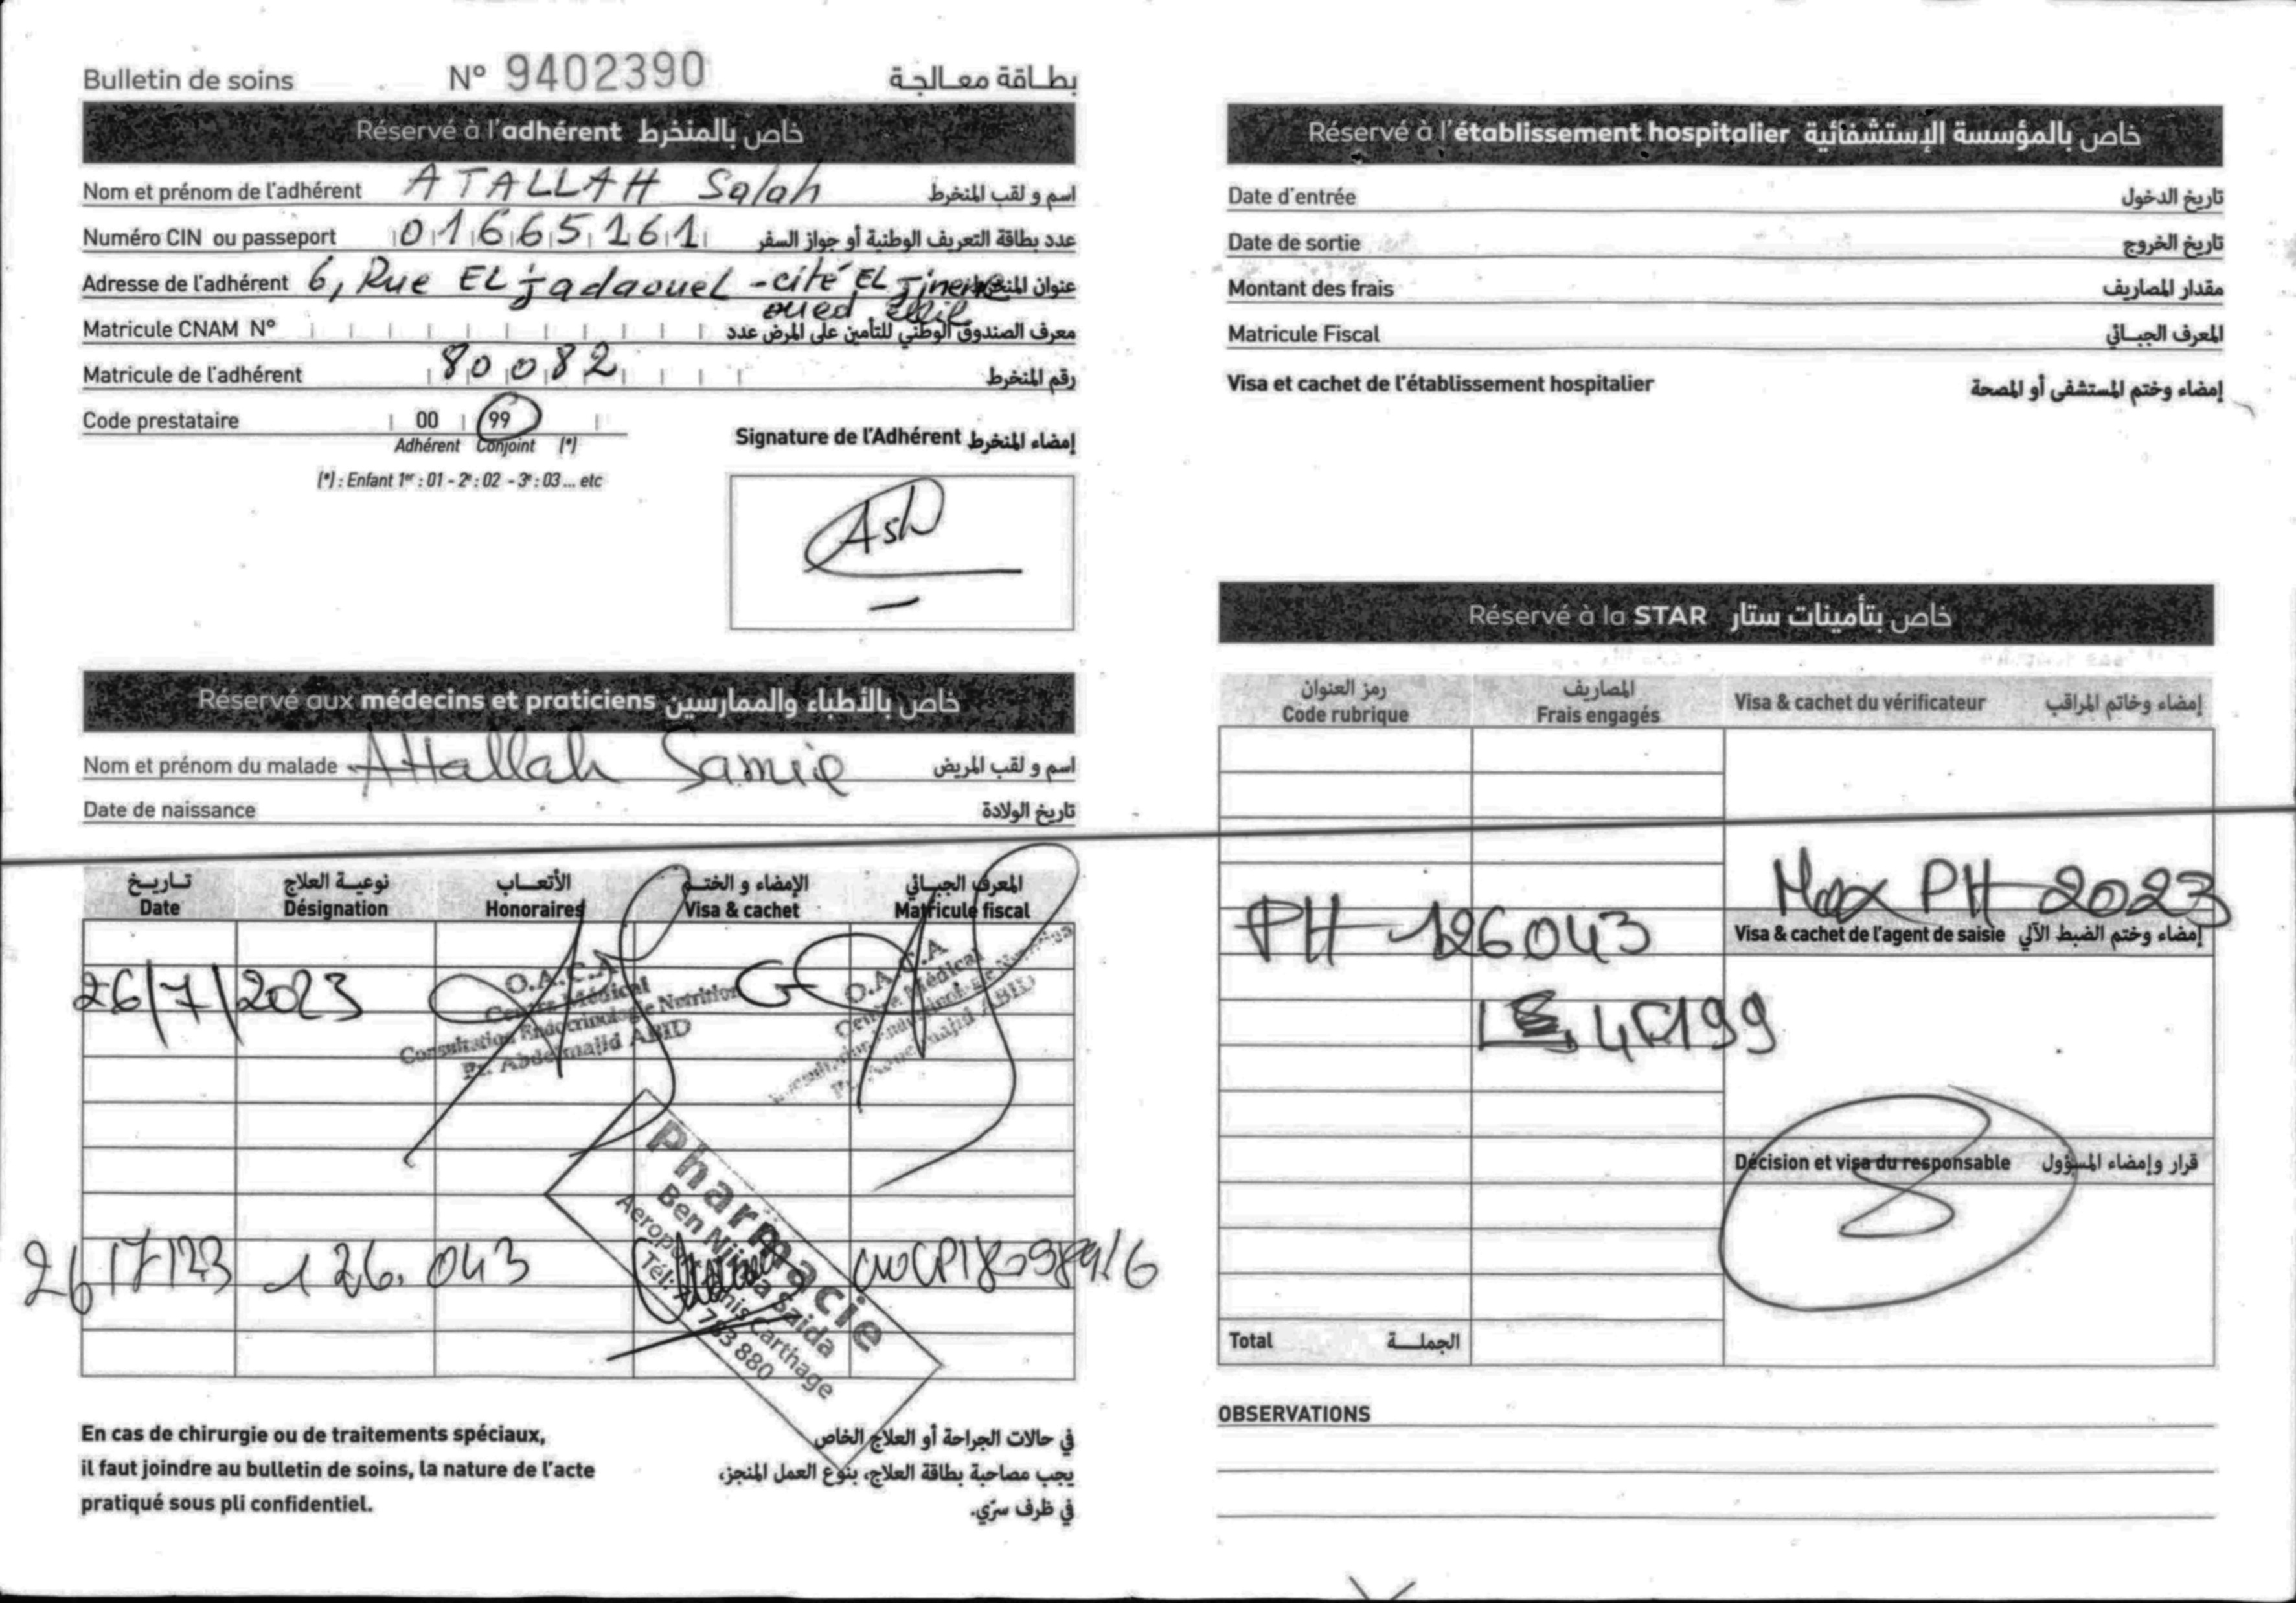 Bulletin de soins N° 9402390 بطاقة معالجة
Réservé à l'adhérent خاص بالمنخرط
Nom et prénom de l'adhérent ATALLAH Salah اسم و لقب المنخرط
Numéro CIN ou passeport 01665161 عدد بطاقة التعريف الوطنية أو جواز السفر
Adresse de l'adhérent 6, Rue EL jadaouel - cité EL عنوان المنخرط
oued
Matricule CNAM N° معرف الصندوق الوطني للتأمين على المرض عدد
Matricule de l'adhérent 80082 رقم المنخرط
Code prestataire 00 99
Adhérent Conjoint (*)
(*) : Enfant 1er : 01 - 2e : 02 - 3e : 03 ... etc
Signature de l'Adhérent إمضاء المنخرط
Réservé aux médecins et praticiens خاص بالأطباء والممارسين
Nom et prénom du malade Attallah Samie اسم و لقب المريض
Date de naissance تاريخ الولادة
تاريخ نوعية العلاج الأتعاب الإمضاء و الختم المعرف الجبائي
Date Désignation Honoraires Visa & cachet Matricule fiscal
26/7/2023
O.A.C.A
Centre Médical
Consultation Endocrinologie Nutrition
Pr. Abdelmajid ABID
O.A.C.A
Centre Médical
26/7/23 126.043
Pharmacie
Ben Njima Saida
Aeroport Tunis Carthage
Tél: 783 880
En cas de chirurgie ou de traitements spéciaux,
il faut joindre au bulletin de soins, la nature de l'acte
pratiqué sous pli confidentiel.
في حالات الجراحة أو العلاج الخاص
يجب مصاحبة بطاقة العلاج، بنوع العمل المنجز،
في ظرف سرّي.
Réservé à l'établissement hospitalier خاص بالمؤسسة الإستشفائية
Date d'entrée تاريخ الدخول
Date de sortie تاريخ الخروج
Montant des frais مقدار المصاريف
Matricule Fiscal المعرف الجبائي
Visa et cachet de l'établissement hospitalier إمضاء وختم المستشفى أو المصحة
Réservé à la STAR خاص بتأمينات ستار
رمز العنوان المصاريف
Code rubrique Frais engagés
Visa & cachet du vérificateur إمضاء وخاتم المراقب
Max PH 2023
PH 126043
Visa & cachet de l'agent de saisie إمضاء وختم الضبط الآلي
Décision et visa du responsable قرار وإمضاء المسؤول
Total الجملة
OBSERVATIONS